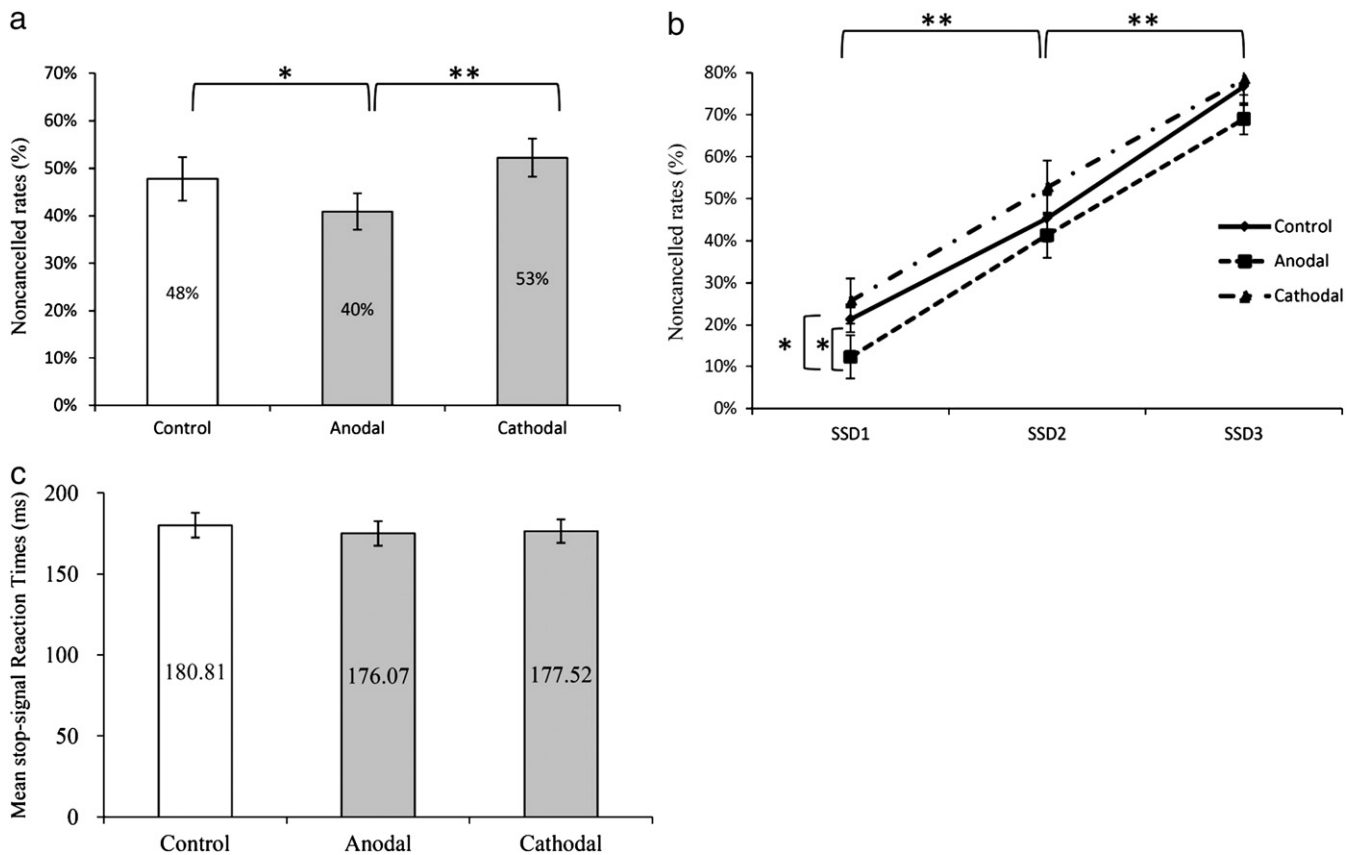 a
Noncancelled rates (%)
70%
60%
50%
40%
30%
20%
10%
0%
*
**
48%
40%
53%
Control
Anodal
Cathodal
b
Noncancelled rates (%)
80%
70%
60%
50%
40%
30%
20%
10%
0%
**
**
*
*
SSD1
SSD2
SSD3
Control
Anodal
Cathodal
c
Mean stop-signal Reaction Times (ms)
200
150
100
50
0
180.81
176.07
177.52
Control
Anodal
Cathodal